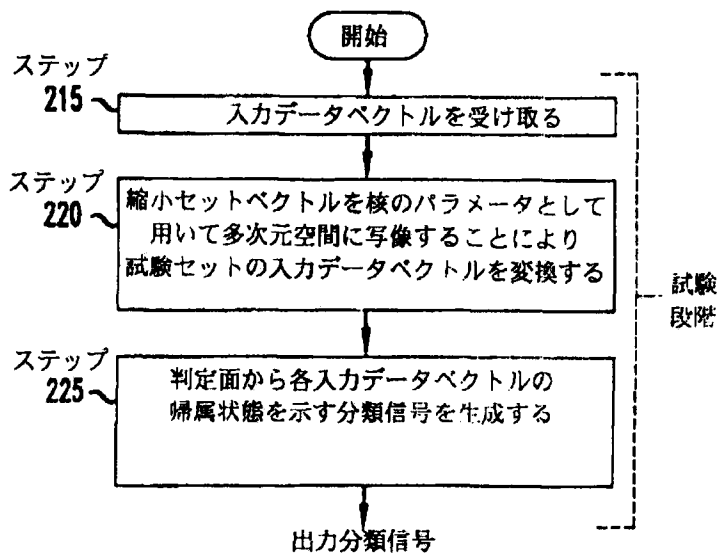 開始
ステップ
215
入力データベクトルを受け取る
ステップ
220
縮小セットベクトルを核のパラメータとして
用いて多次元空間に写像することにより
試験セットの入力データベクトルを変換する
試験
段階
ステップ
225
判定面から各入力データベクトルの
帰属状態を示す分類信号を生成する
出力分類信号